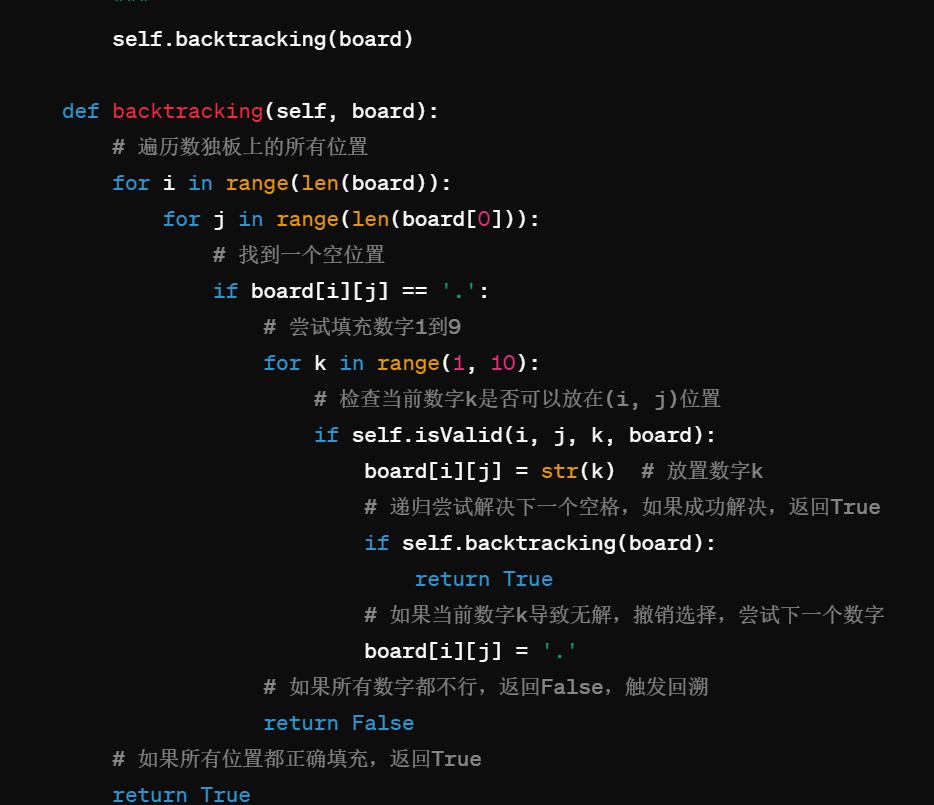 self.backtracking(board)
def backtracking(self, board):
# 遍历数独板上的所有位置
for i in range(len(board)):
for j in range(len(board[0])):
# 找到一个空位置
if board[i][j] == '.':
# 尝试填充数字1到9
for k in range(1, 10):
# 检查当前数字k是否可以放在(i, j)位置
if self.isValid(i, j, k, board):
board[i][j] = str(k)  # 放置数字k
# 递归尝试解决下一个空格，如果成功解决，返回True
if self.backtracking(board):
return True
# 如果当前数字k导致无解，撤销选择，尝试下一个数字
board[i][j] = '.'
# 如果所有数字都不行，返回False，触发回溯
return False
# 如果所有位置都正确填充，返回True
return True